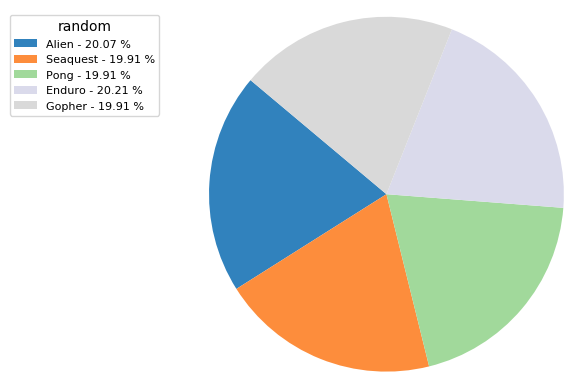 random
Alien - 20.07 %
Seaquest - 19.91 %
Pong - 19.91 %
Enduro - 20.21 %
Gopher - 19.91 %